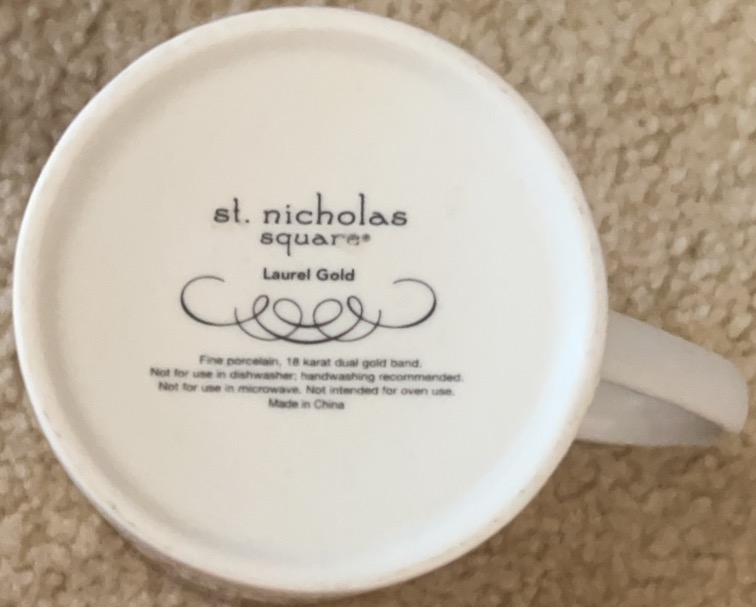 st. nicholas
square®
Laurel Gold
Fine porcelain, 18 karat dual gold band.
Not for use in dishwasher; handwashing recommended.
Not for use in microwave. Not intended for oven use.
Made in China